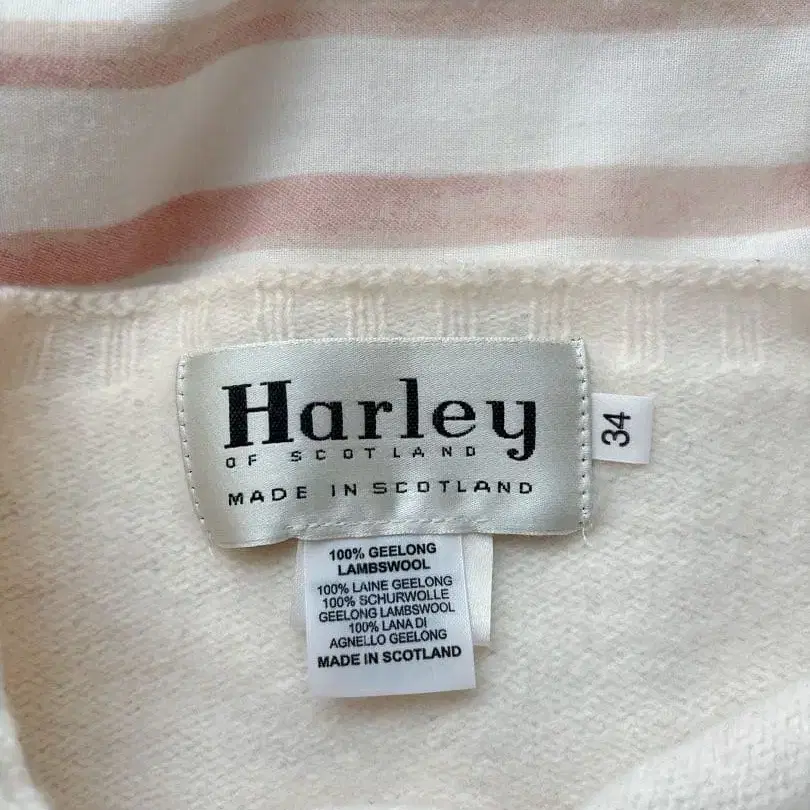 Harley
OF SCOTLAND
MADE IN SCOTLAND
34
100% GEELONG
LAMBSWOOL
100% LAINE GEELONG
100% SCHURWOLLE
GEELONG LAMBSWOOL
100% LANA DI
AGNELLO GEELONG
MADE IN SCOTLAND